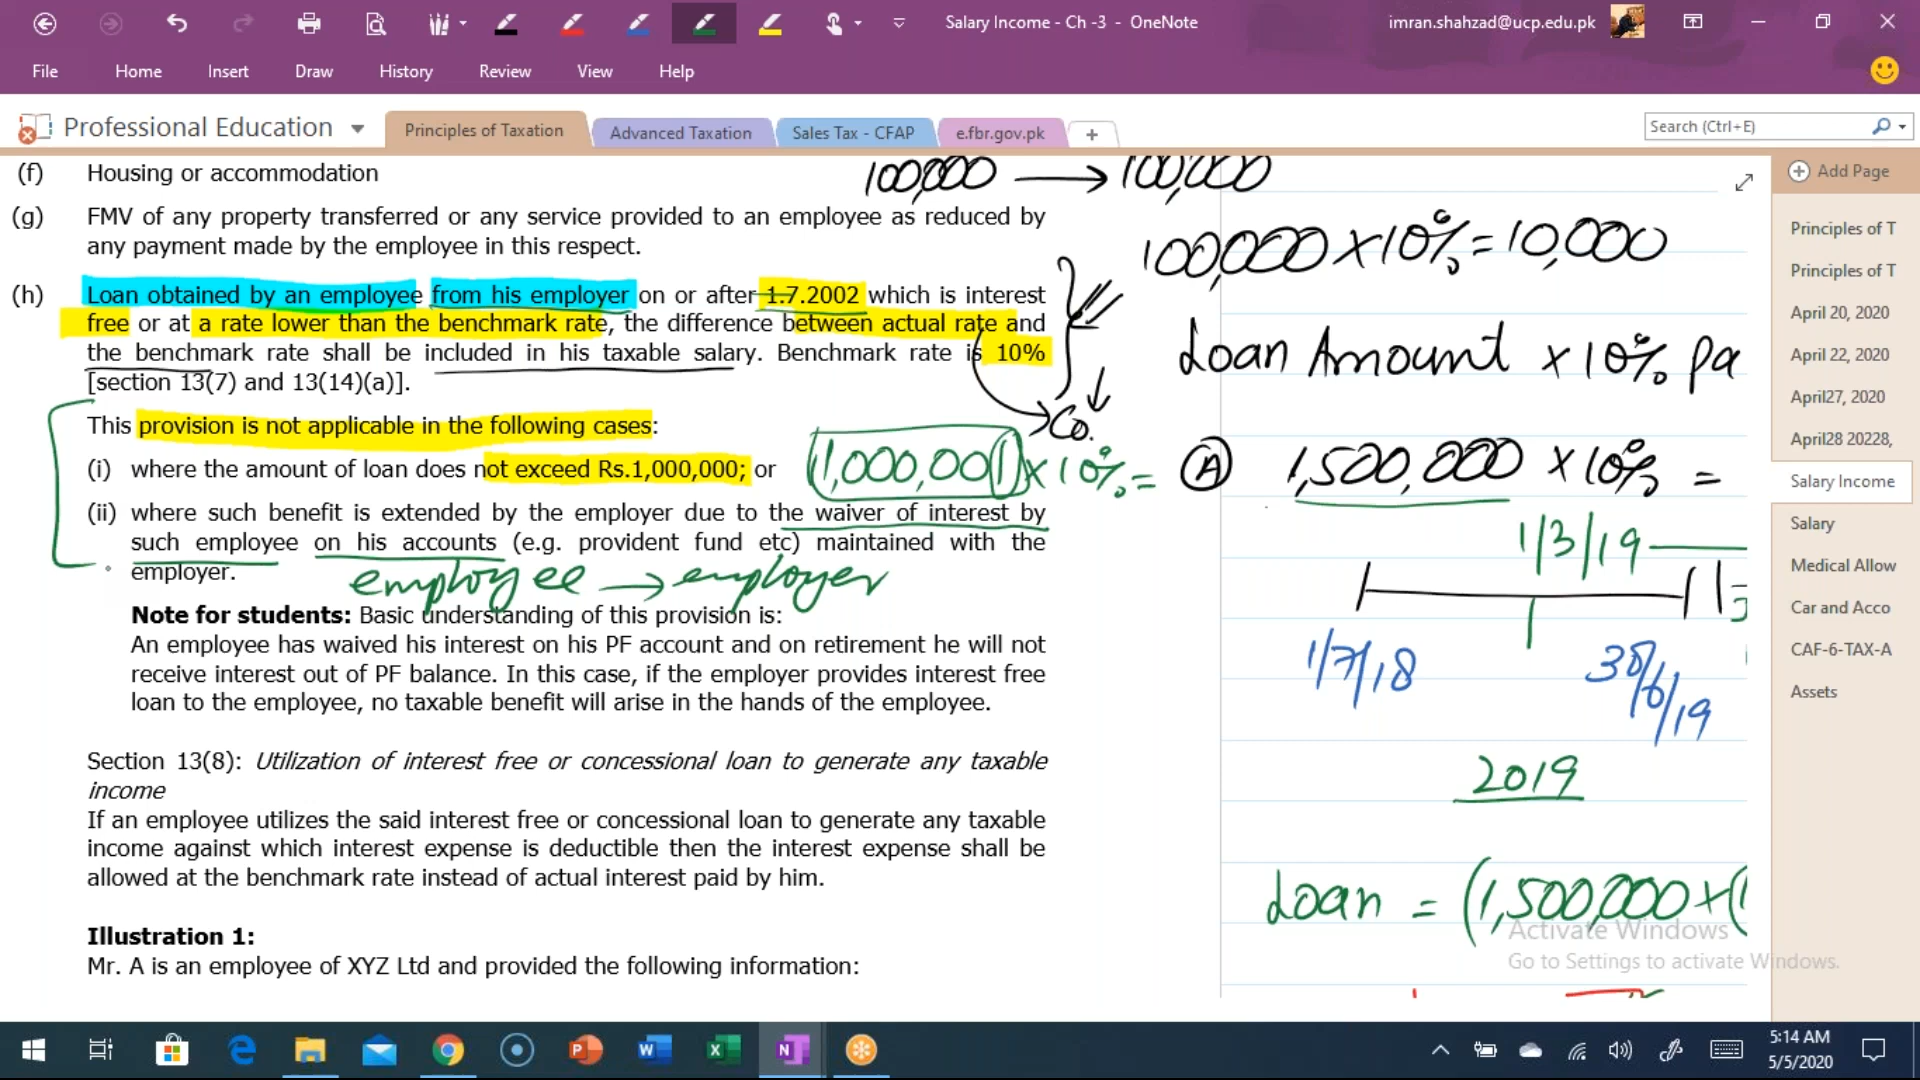 Salary Income - Ch -3 - OneNote
imran.shahzad@ucp.edu.pk
File Home Insert Draw History Review View Help
Professional Education
Principles of Taxation
Advanced Taxation
Sales Tax - CFAP
e.fbr.gov.pk
Search (Ctrl+E)
(f) Housing or accommodation
(g) FMV of any property transferred or any service provided to an employee as reduced by
any payment made by the employee in this respect.
(h) Loan obtained by an employee from his employer on or after 1.7.2002 which is interest
free or at a rate lower than the benchmark rate, the difference between actual rate and
the benchmark rate shall be included in his taxable salary. Benchmark rate is 10%
[section 13(7) and 13(14)(a)].
This provision is not applicable in the following cases:
(i) where the amount of loan does not exceed Rs.1,000,000; or
(ii) where such benefit is extended by the employer due to the waiver of interest by
such employee on his accounts (e.g. provident fund etc) maintained with the
employer.
employee → employer
Note for students: Basic understanding of this provision is:
An employee has waived his interest on his PF account and on retirement he will not
receive interest out of PF balance. In this case, if the employer provides interest free
loan to the employee, no taxable benefit will arise in the hands of the employee.
Section 13(8): Utilization of interest free or concessional loan to generate any taxable
income
If an employee utilizes the said interest free or concessional loan to generate any taxable
income against which interest expense is deductible then the interest expense shall be
allowed at the benchmark rate instead of actual interest paid by him.
Illustration 1:
Mr. A is an employee of XYZ Ltd and provided the following information:
100,000 → 100,000
100,000 x 10% = 10,000
Loan Amount x 10% pa
Co.
1,000,001 x 10% =
A 1,500,000 x 10% =
1/3/19
1/7/18
30/6/19
2019
Loan = (1,500,000 x (
Activate Windows
Go to Settings to activate Windows.
Add Page
Principles of T
Principles of T
April 20, 2020
April 22, 2020
April27, 2020
April28 20228,
Salary Income
Salary
Medical Allow
Car and Acco
CAF-6-TAX-A
Assets
5:14 AM
5/5/2020